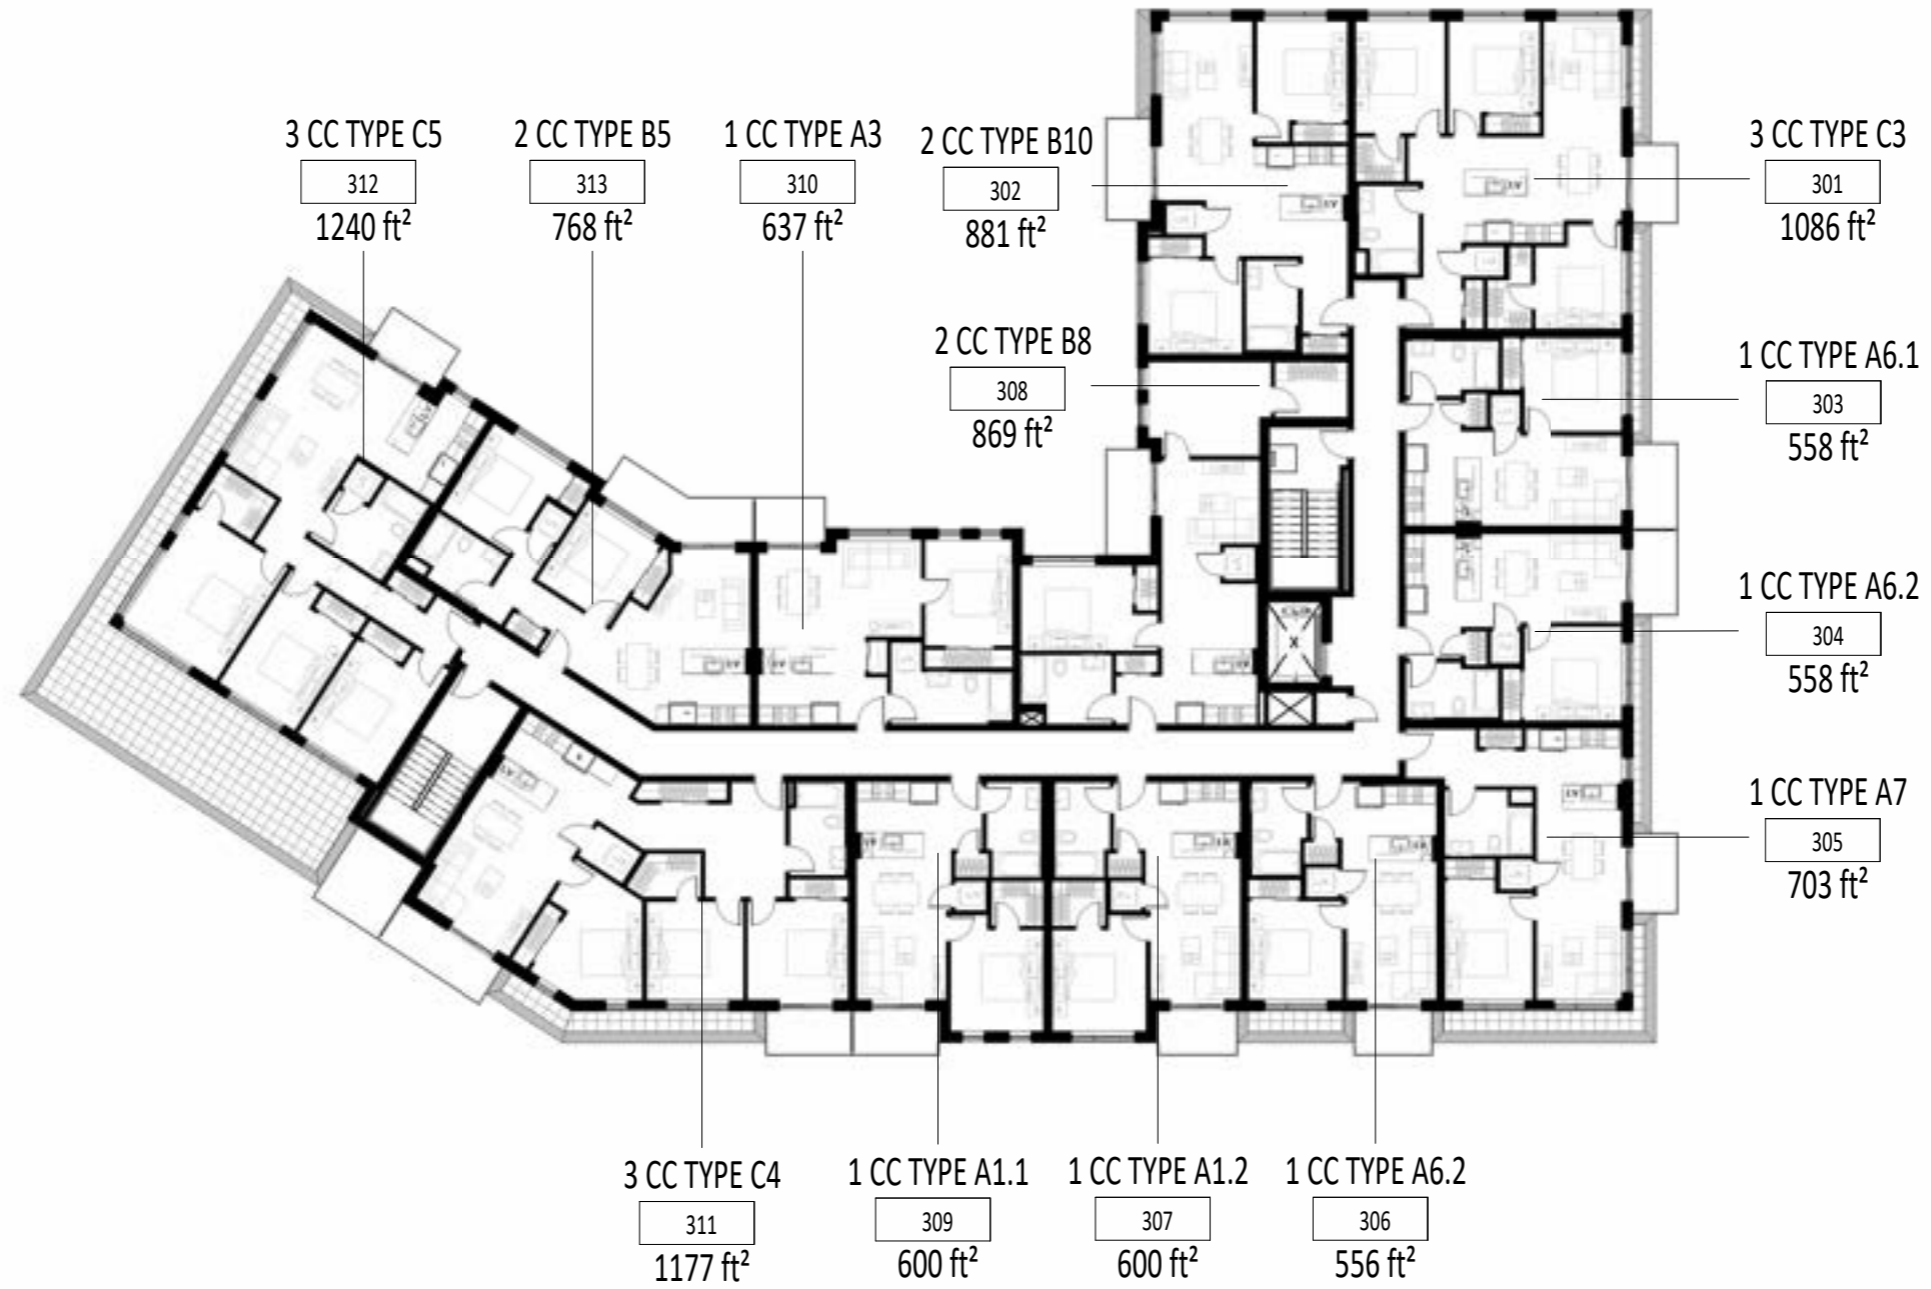 3 CC TYPE C5
312
1240 ft²
2 CC TYPE B5
313
768 ft²
1 CC TYPE A3
310
637 ft²
2 CC TYPE B10
302
881 ft²
3 CC TYPE C3
301
1086 ft²
2 CC TYPE B8
308
869 ft²
1 CC TYPE A6.1
303
558 ft²
1 CC TYPE A6.2
304
558 ft²
1 CC TYPE A7
305
703 ft²
3 CC TYPE C4
311
1177 ft²
1 CC TYPE A1.1
309
600 ft²
1 CC TYPE A1.2
307
600 ft²
1 CC TYPE A6.2
306
556 ft²